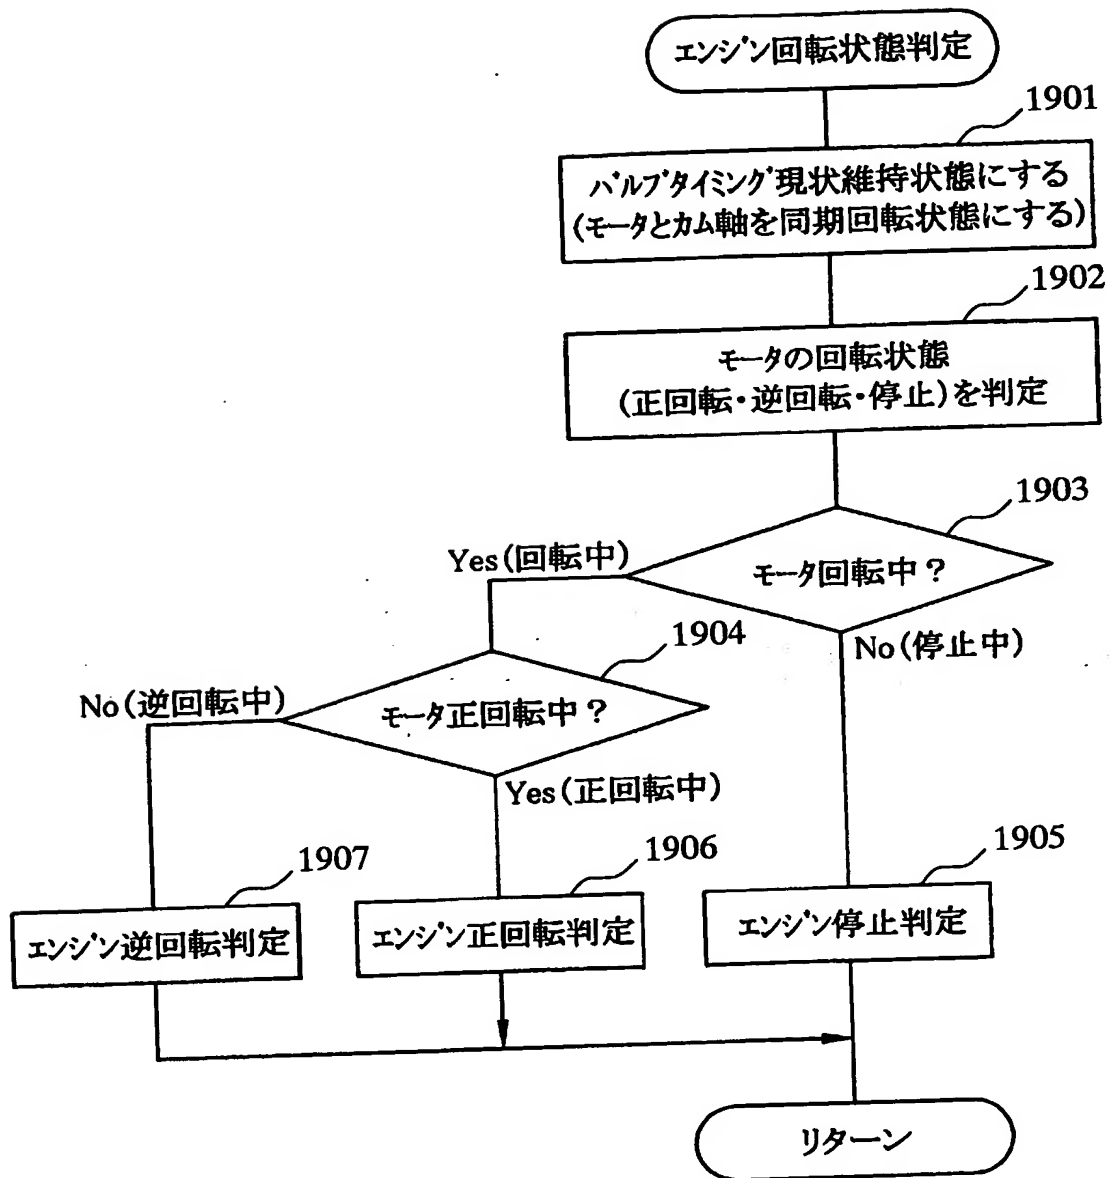 エンジン回転状態判定
1901
バルブタイミング現状維持状態にする
(モータとカム軸を同期回転状態にする)
1902
モータの回転状態
(正回転・逆回転・停止)を判定
1903
モータ回転中?
Yes(回転中)
No(停止中)
1904
モータ正回転中?
No(逆回転中)
Yes(正回転中)
1907
エンジン逆回転判定
1906
エンジン正回転判定
1905
エンジン停止判定
リターン